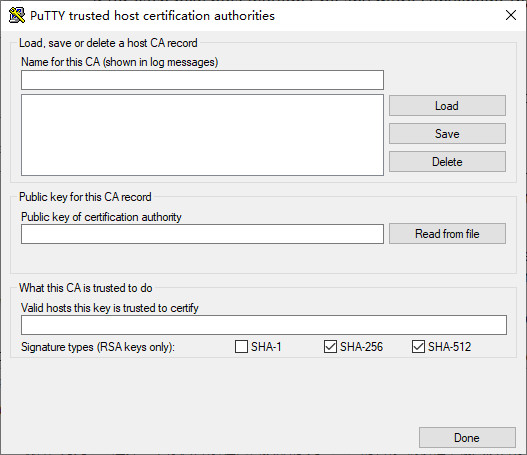 PuTTY trusted host certification authorities
Load, save or delete a host CA record
Name for this CA (shown in log messages)
Load
Save
Delete
Public key for this CA record
Public key of certification authority
Read from file
What this CA is trusted to do
Valid hosts this key is trusted to certify
Signature types (RSA keys only): SHA-1 SHA-256 SHA-512
Done